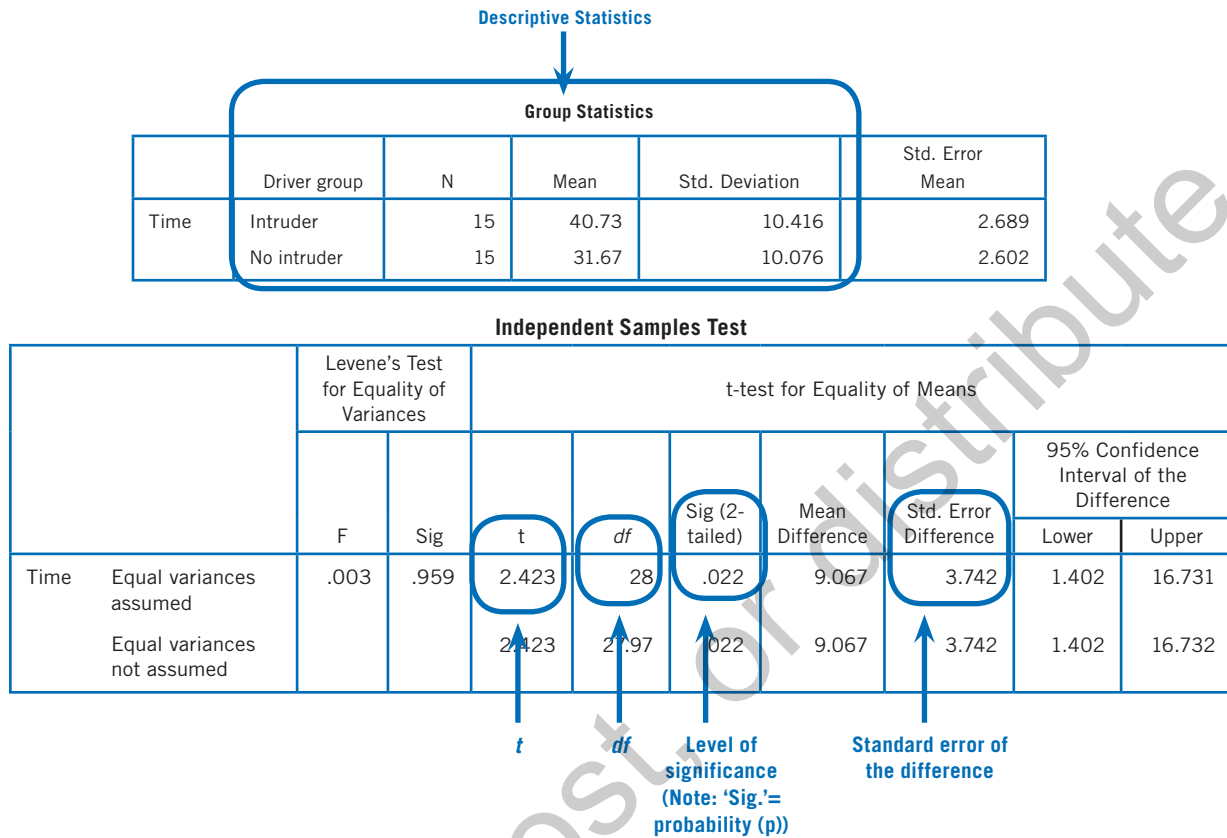 Descriptive Statistics
Group Statistics
Driver group N Mean Std. Deviation Std. Error Mean
Time Intruder 15 40.73 10.416 2.689
No intruder 15 31.67 10.076 2.602
Independent Samples Test
Levene's Test
for Equality of
Variances
t-test for Equality of Means
95% Confidence
Interval of the
Difference
F Sig t df Sig (2-tailed) Mean Difference Std. Error Difference Lower Upper
Time Equal variances assumed .003 .959 2.423 28 .022 9.067 3.742 1.402 16.731
Equal variances not assumed 2.423 27.97 .022 9.067 3.742 1.402 16.732
t
df
Level of
significance
(Note: ‘Sig.’=
probability (p))
Standard error of
the difference
ost, or distribute